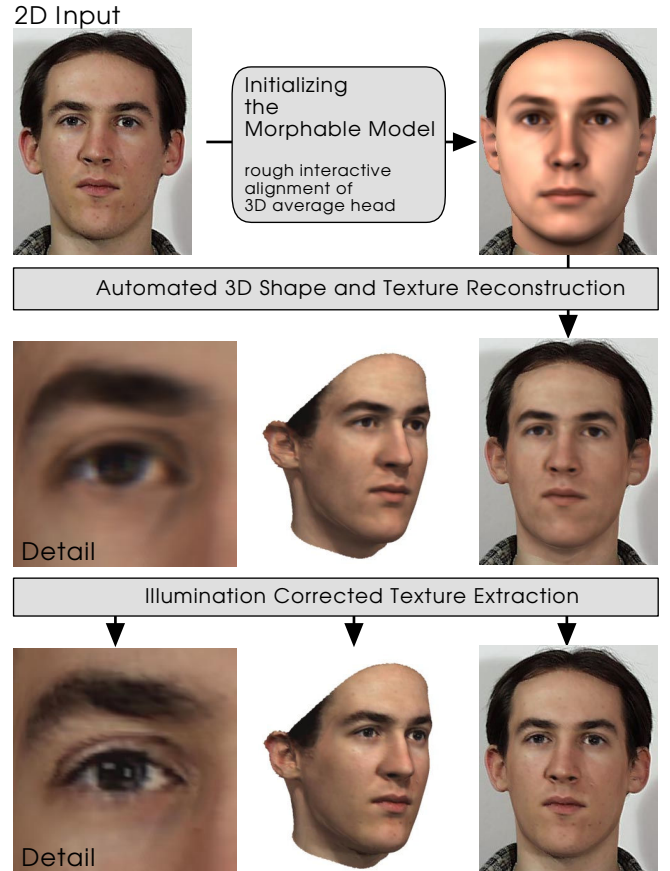 2D Input
Initializing
the
Morphable Model
rough interactive
alignment of
3D average head
Automated 3D Shape and Texture Reconstruction
Detail
Illumination Corrected Texture Extraction
Detail